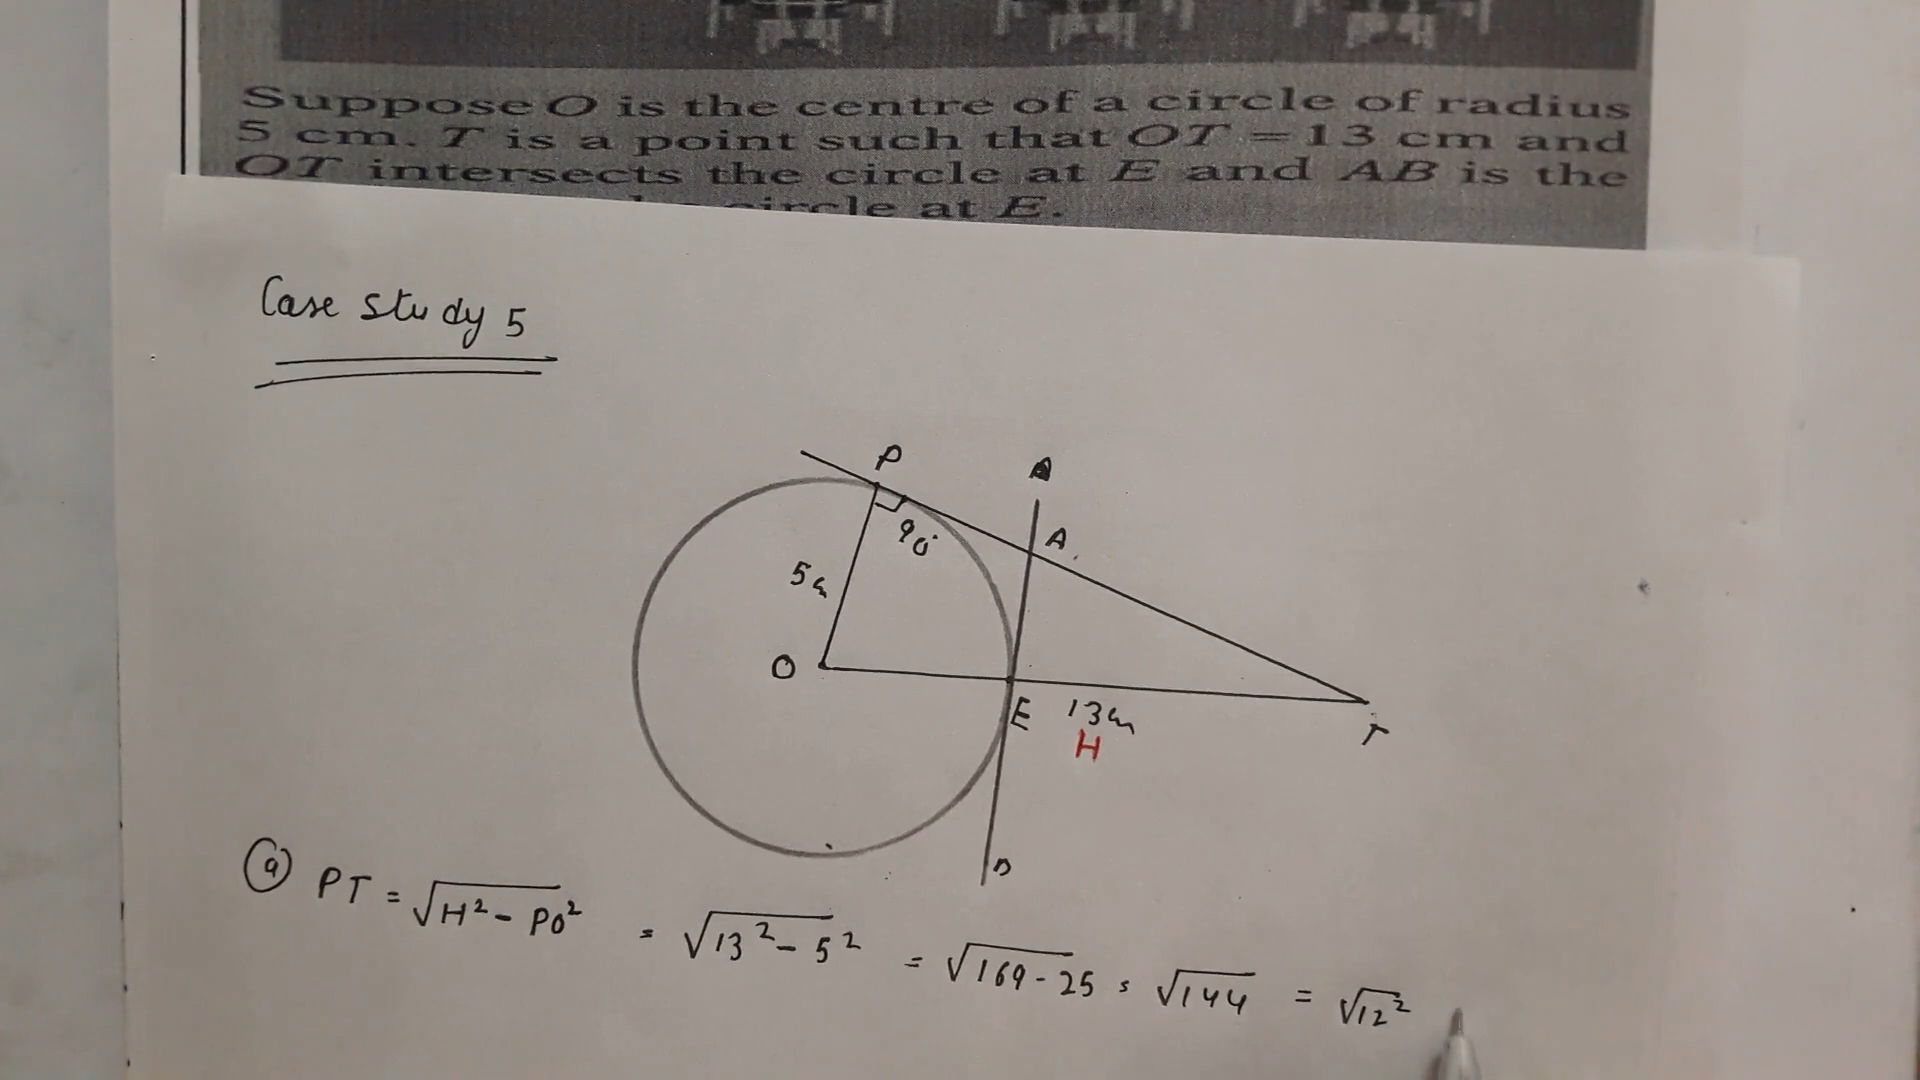 Suppose O is the centre of a circle of radius
5 cm. T is a point such that OT = 13 cm and
OT intersects the circle at E and AB is the
circle at E.
Case study 5
P
A
A
90°
5cm
O
E
13cm
H
T
B
(a) PT = √H² - PO² = √13² - 5² = √169 - 25 = √144 = √12²